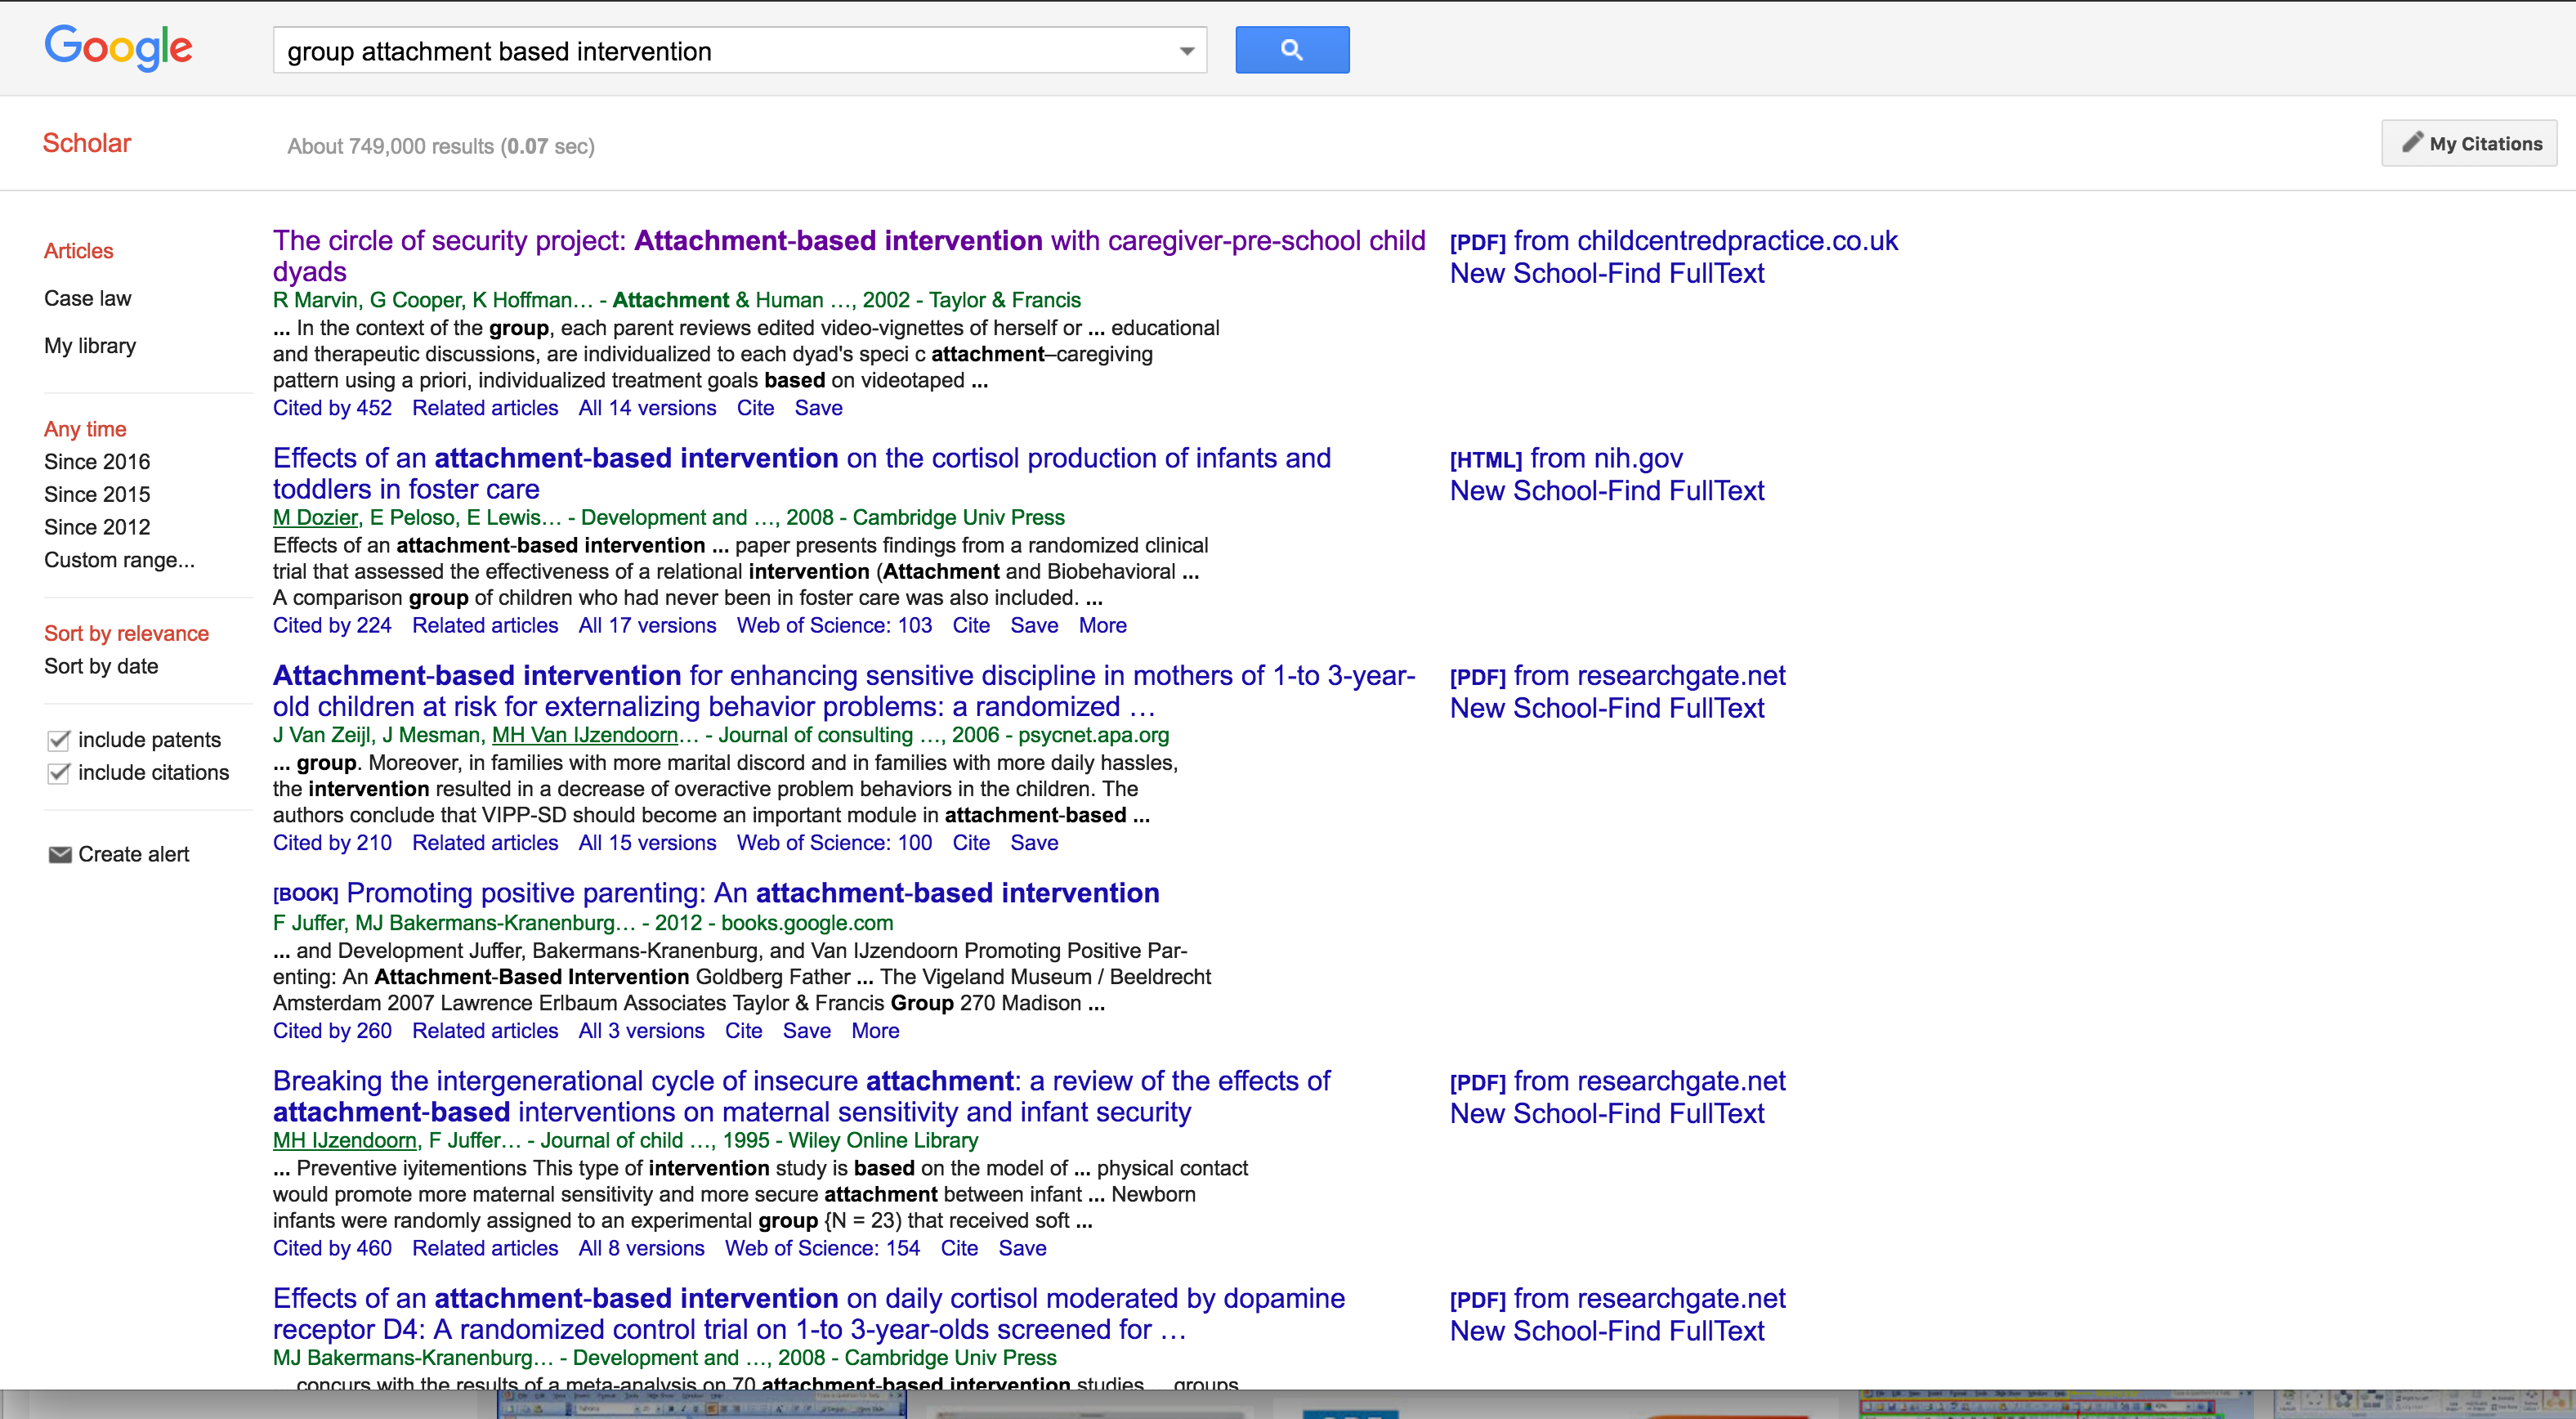 Google
group attachment based intervention
Scholar
About 749,000 results (0.07 sec)
My Citations
Articles
Case law
My library
Any time
Since 2016
Since 2015
Since 2012
Custom range...
Sort by relevance
Sort by date
include patents
include citations
Create alert
The circle of security project: Attachment-based intervention with caregiver-pre-school child
dyads
R Marvin, G Cooper, K Hoffman… - Attachment & Human …, 2002 - Taylor & Francis
... In the context of the group, each parent reviews edited video-vignettes of herself or ... educational
and therapeutic discussions, are individualized to each dyad's speci c attachment–caregiving
pattern using a priori, individualized treatment goals based on videotaped ...
Cited by 452 Related articles All 14 versions Cite Save
[PDF] from childcentredpractice.co.uk
New School-Find FullText
Effects of an attachment-based intervention on the cortisol production of infants and
toddlers in foster care
M Dozier, E Peloso, E Lewis… - Development and …, 2008 - Cambridge Univ Press
Effects of an attachment-based intervention ... paper presents findings from a randomized clinical
trial that assessed the effectiveness of a relational intervention (Attachment and Biobehavioral ...
A comparison group of children who had never been in foster care was also included. ...
Cited by 224 Related articles All 17 versions Web of Science: 103 Cite Save More
[HTML] from nih.gov
New School-Find FullText
Attachment-based intervention for enhancing sensitive discipline in mothers of 1-to 3-year-
old children at risk for externalizing behavior problems: a randomized …
J Van Zeijl, J Mesman, MH Van IJzendoorn… - Journal of consulting …, 2006 - psycnet.apa.org
... group. Moreover, in families with more marital discord and in families with more daily hassles,
the intervention resulted in a decrease of overactive problem behaviors in the children. The
authors conclude that VIPP-SD should become an important module in attachment-based ...
Cited by 210 Related articles All 15 versions Web of Science: 100 Cite Save
[PDF] from researchgate.net
New School-Find FullText
[BOOK] Promoting positive parenting: An attachment-based intervention
F Juffer, MJ Bakermans-Kranenburg… - 2012 - books.google.com
... and Development Juffer, Bakermans-Kranenburg, and Van IJzendoorn Promoting Positive Par-
enting: An Attachment-Based Intervention Goldberg Father ... The Vigeland Museum / Beeldrecht
Amsterdam 2007 Lawrence Erlbaum Associates Taylor & Francis Group 270 Madison ...
Cited by 260 Related articles All 3 versions Cite Save More
Breaking the intergenerational cycle of insecure attachment: a review of the effects of
attachment-based interventions on maternal sensitivity and infant security
MH IJzendoorn, F Juffer… - Journal of child …, 1995 - Wiley Online Library
... Preventive iyitementions This type of intervention study is based on the model of ... physical contact
would promote more maternal sensitivity and more secure attachment between infant ... Newborn
infants were randomly assigned to an experimental group {N = 23) that received soft ...
Cited by 460 Related articles All 8 versions Web of Science: 154 Cite Save
[PDF] from researchgate.net
New School-Find FullText
Effects of an attachment-based intervention on daily cortisol moderated by dopamine
receptor D4: A randomized control trial on 1-to 3-year-olds screened for …
MJ Bakermans-Kranenburg… - Development and …, 2008 - Cambridge Univ Press
concurs with the results of a meta-analysis on 70 attachment-based intervention studies ... groups
[PDF] from researchgate.net
New School-Find FullText